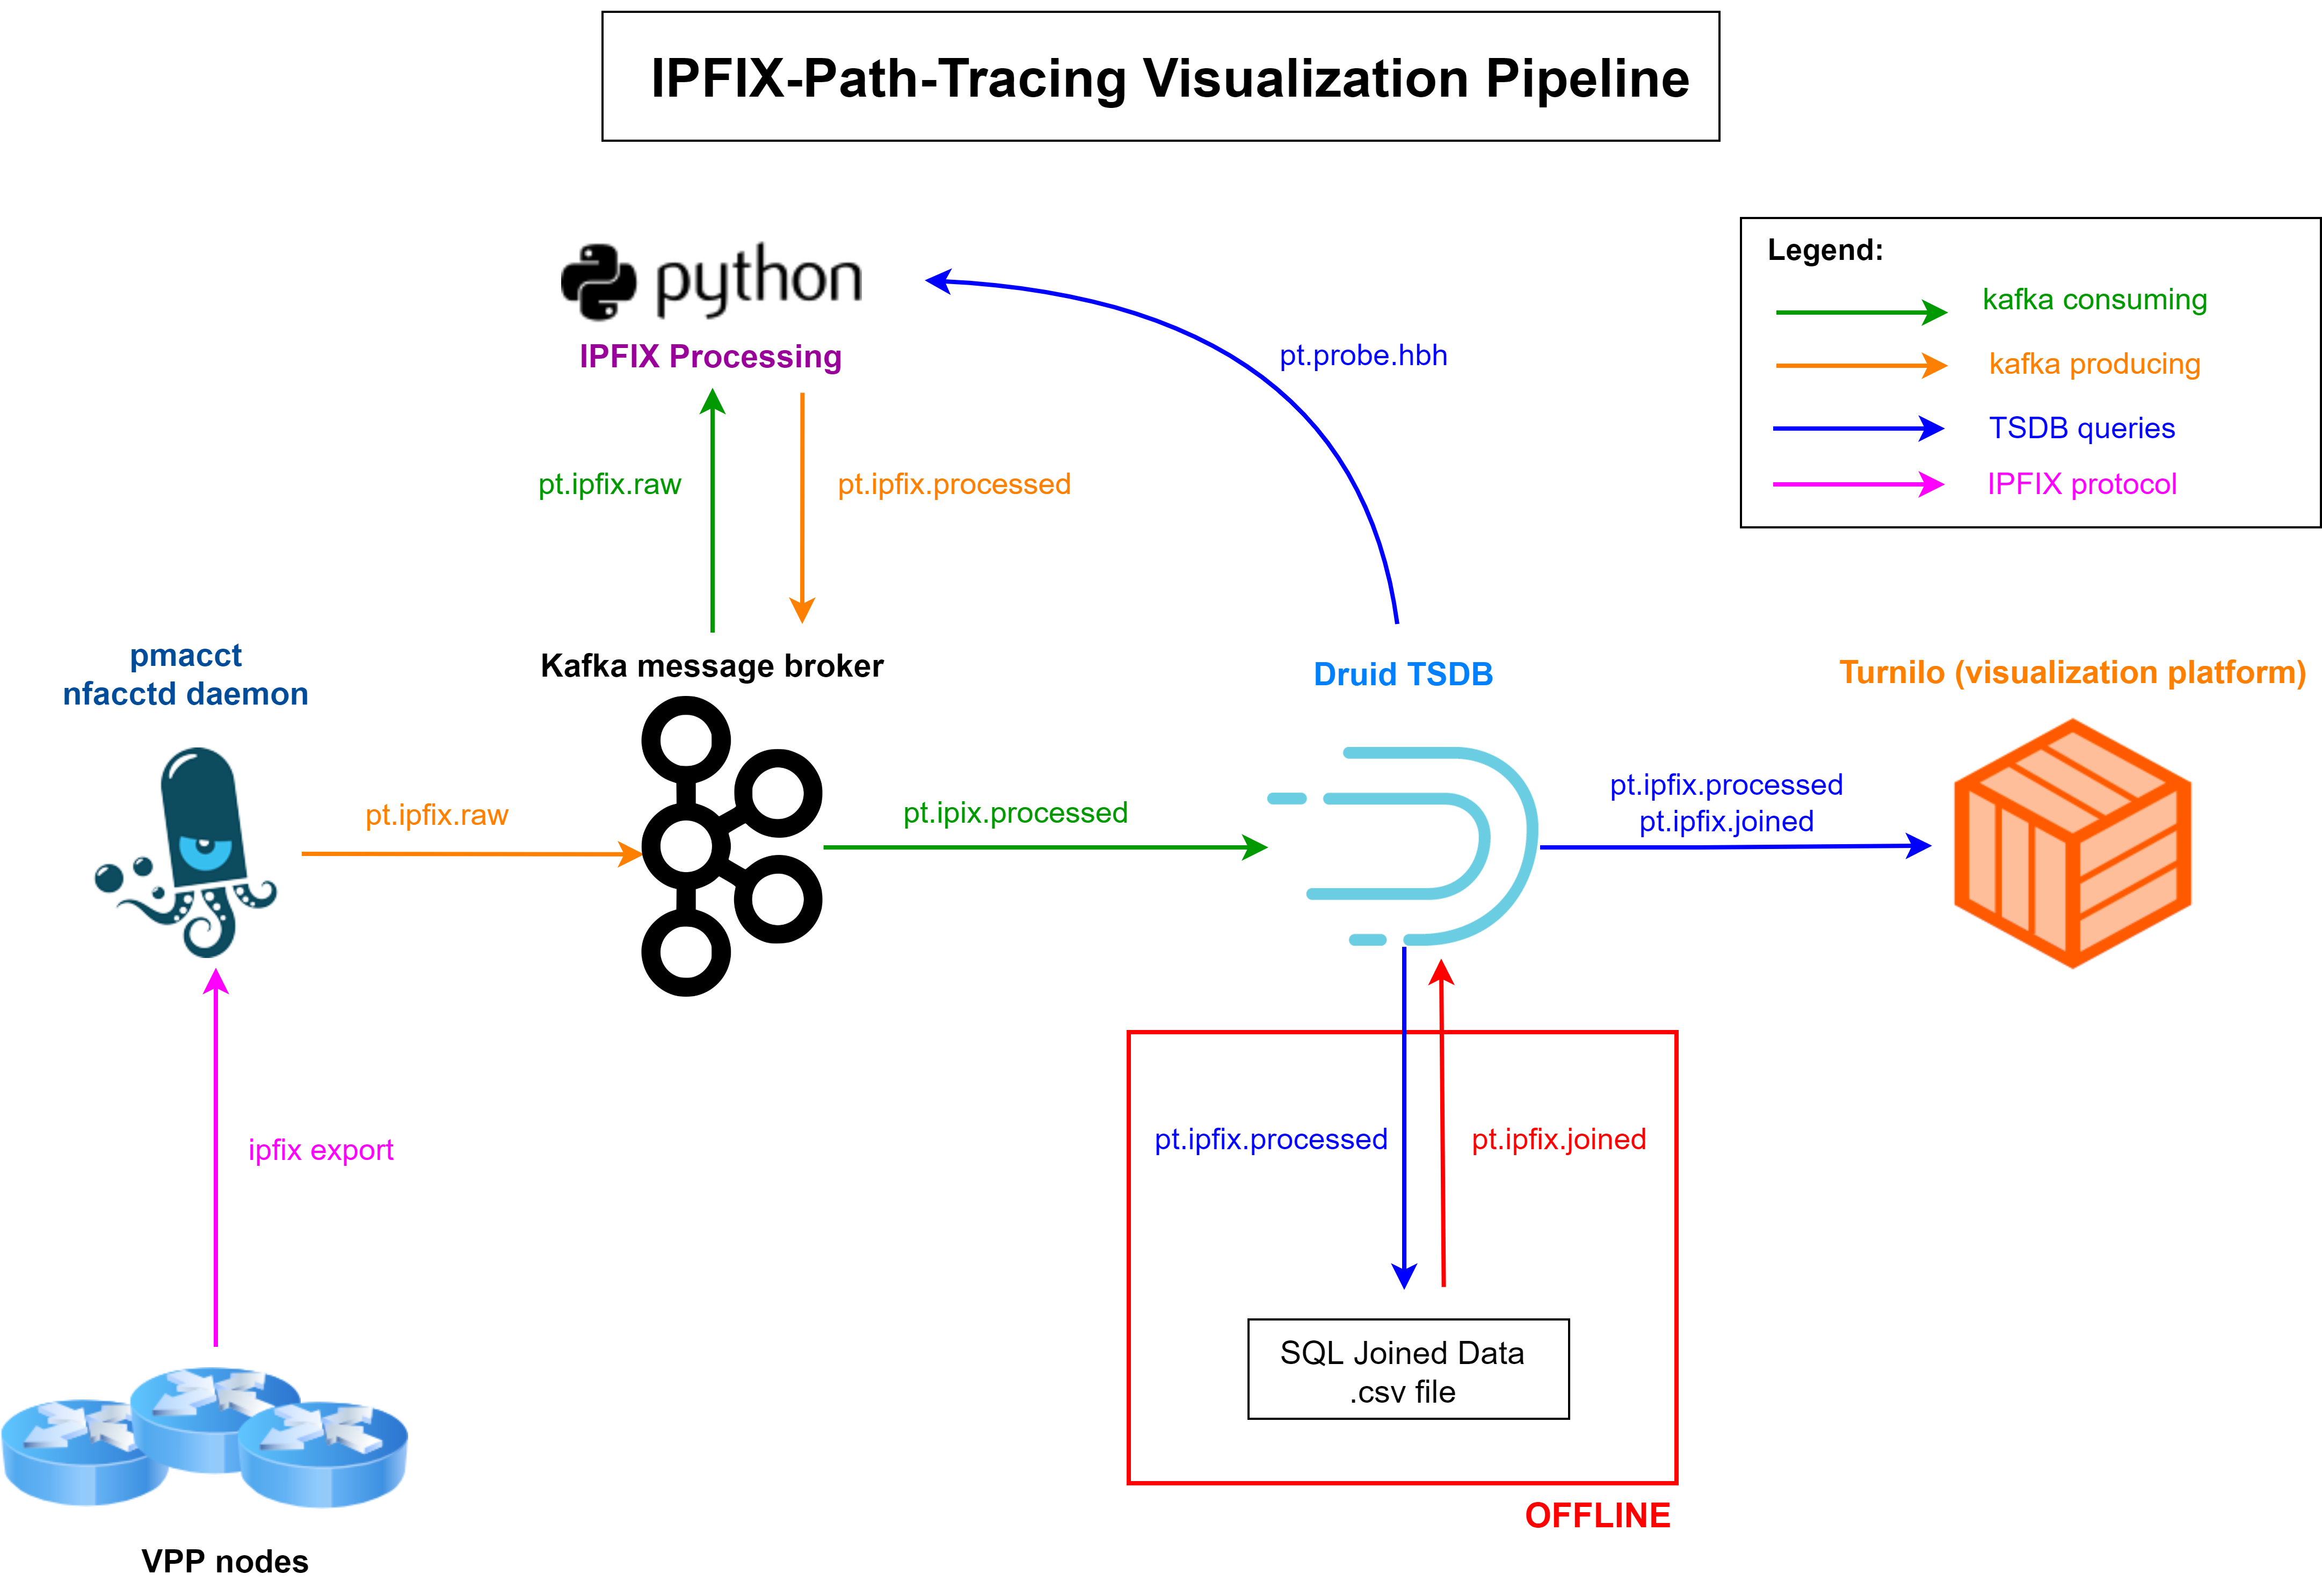 IPFIX-Path-Tracing Visualization Pipeline
Legend:
kafka consuming
kafka producing
TSDB queries
IPFIX protocol
python
IPFIX Processing
pt.probe.hbh
pt.ipfix.raw
pt.ipfix.processed
pmacct
nfacctd daemon
Kafka message broker
Druid TSDB
Turnilo (visualization platform)
pt.ipfix.raw
pt.ipix.processed
pt.ipfix.processed
pt.ipfix.joined
ipfix export
pt.ipfix.processed
pt.ipfix.joined
SQL Joined Data
.csv file
OFFLINE
VPP nodes